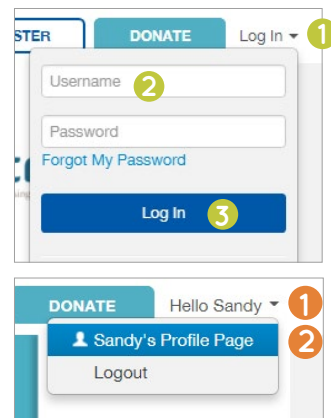 STER DONATE Log In 1
Username 2
Password
Forgot My Password
Log In 3
DONATE Hello Sandy 1
Sandy's Profile Page 2
Logout